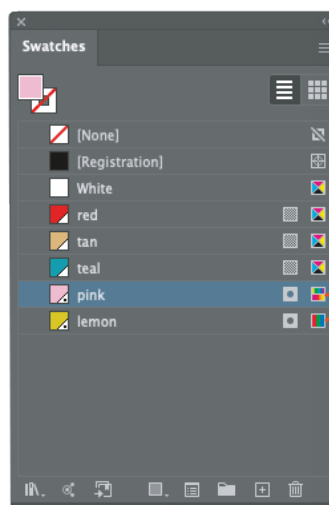 Swatches
[None]
[Registration]
White
red
tan
teal
pink
lemon